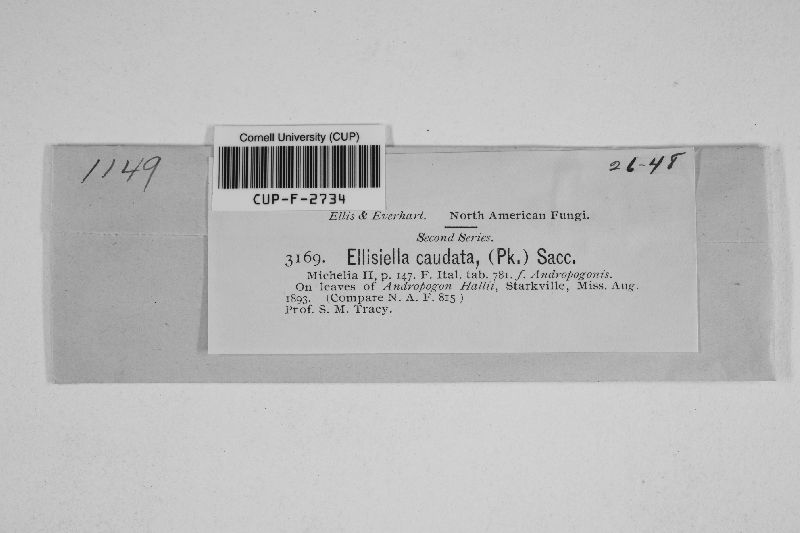 1149
Cornell University (CUP)
CUP-F-2734
26-48
Ellis & Everhart. North American Fungi.
Second Series.
3169. Ellisiella caudata, (Pk.) Sacc.
Michelia II, p. 147. F. Ital. tab. 781. f. Andropogonis.
On leaves of Andropogon Hallii, Starkville, Miss. Aug.
1893. (Compare N. A. F. 815)
Prof. S. M. Tracy.